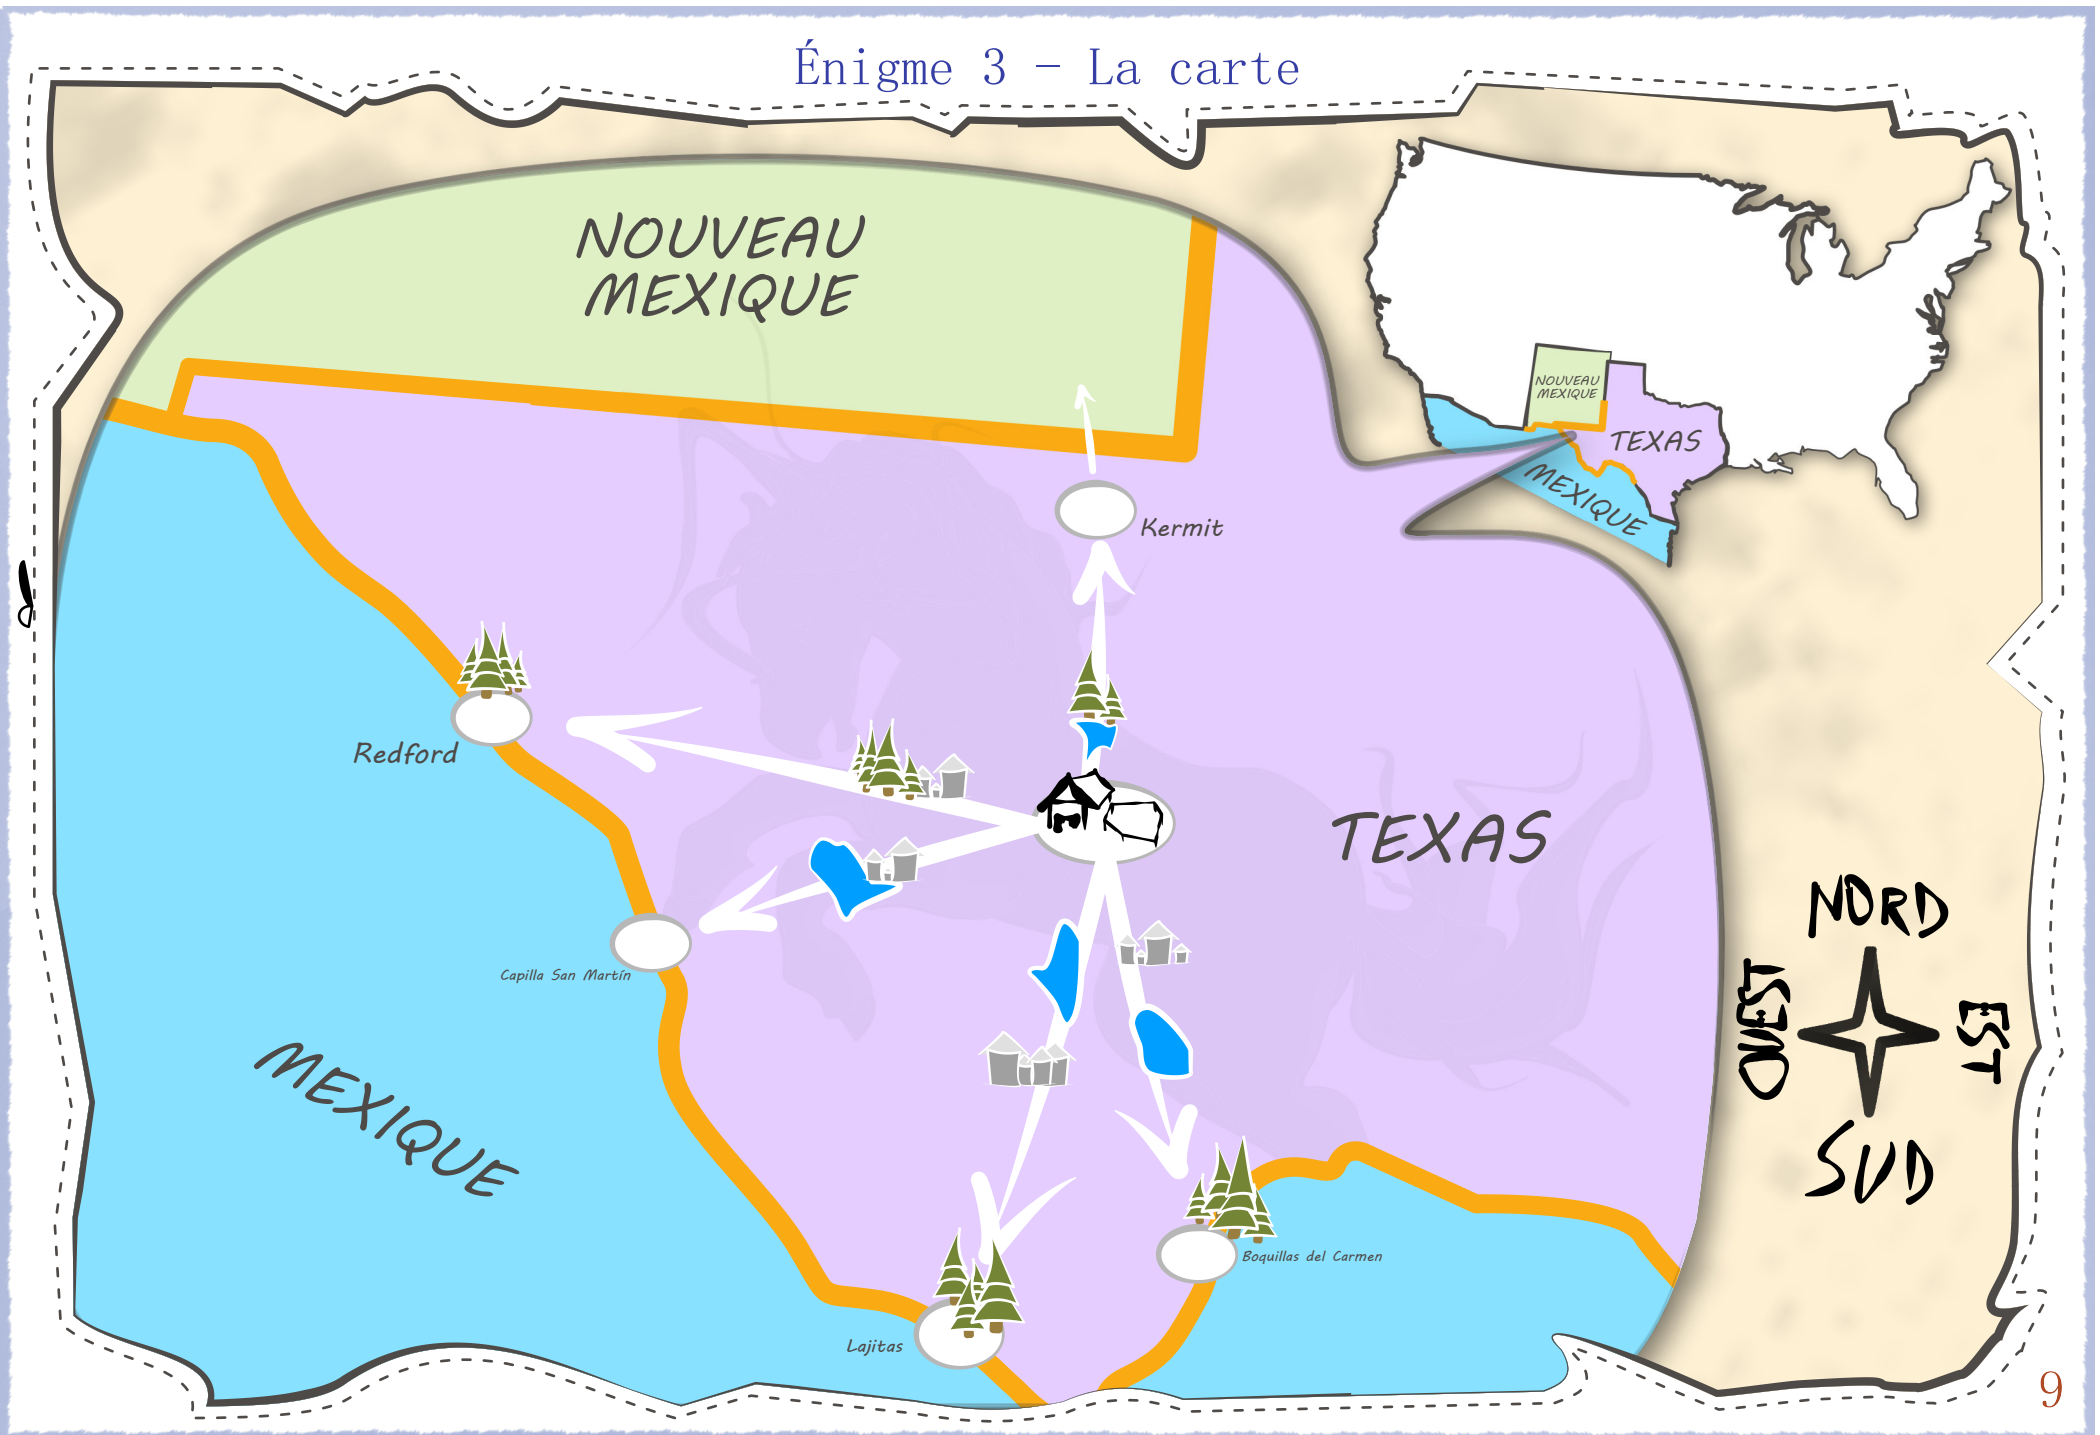 Énigme 3 - La carte
NOUVEAU
MEXIQUE
NOUVEAU
MEXIQUE
TEXAS
MEXIQUE
Kermit
Redford
TEXAS
Capilla San Martín
MEXIQUE
NORD
OUEST
EST
SUD
Boquillas del Carmen
Lajitas
9